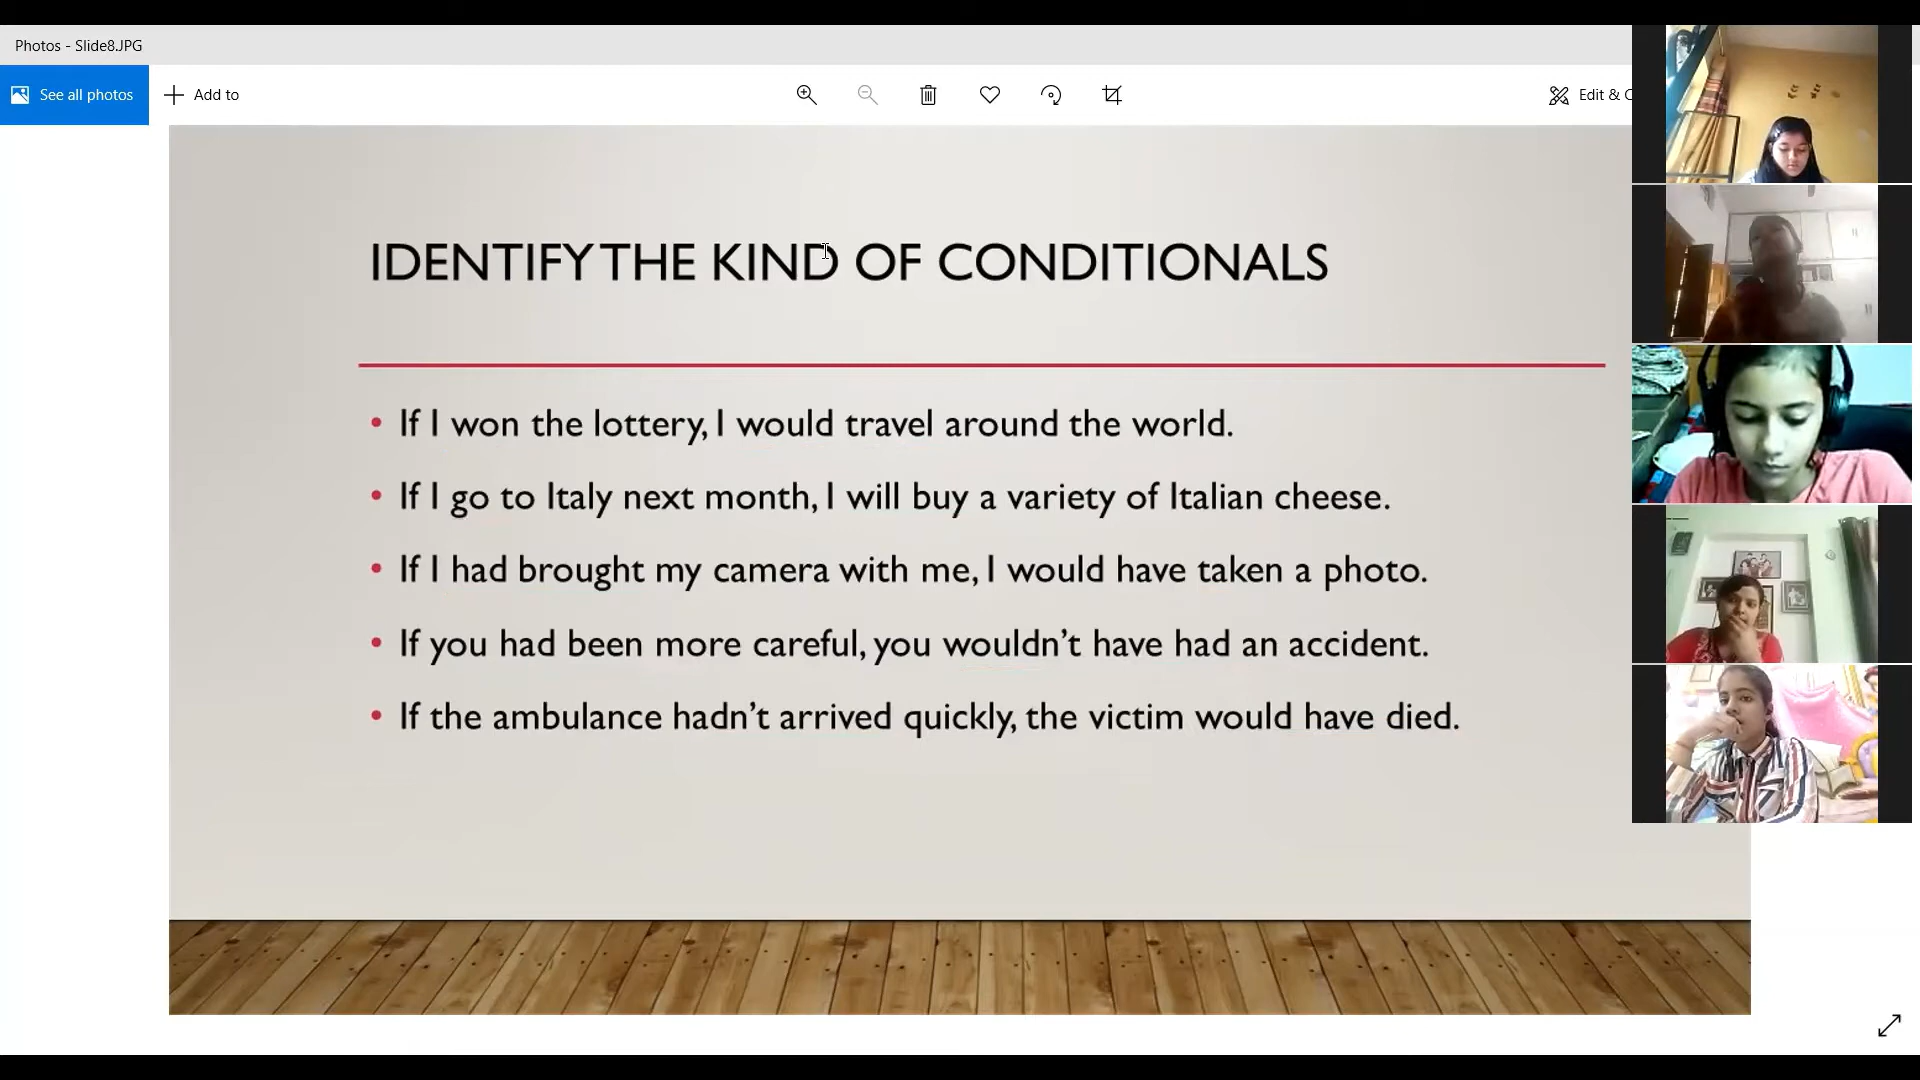 Photos - Slide8.JPG
See all photos
Add to
Edit & C
IDENTIFY THE KIND OF CONDITIONALS
• If I won the lottery, I would travel around the world.
• If I go to Italy next month, I will buy a variety of Italian cheese.
• If I had brought my camera with me, I would have taken a photo.
• If you had been more careful, you wouldn’t have had an accident.
• If the ambulance hadn’t arrived quickly, the victim would have died.